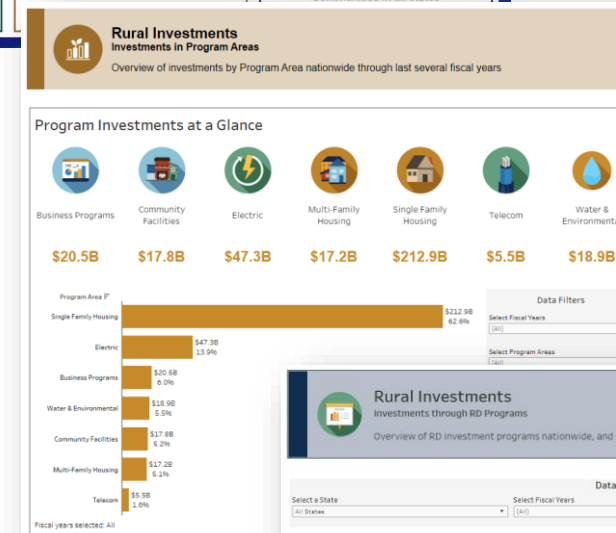 Communities in all States
Rural Investments
Investments in Program Areas
Overview of investments by Program Area nationwide through last several fiscal years
Program Investments at a Glance
Business Programs
Community
Facilities
Electric
Multi-Family
Housing
Single Family
Housing
Telecom
Water &
Environmenta
$20.5B
$17.8B
$47.3B
$17.2B
$212.9B
$5.5B
$18.9B
Program Area
Single Family Housing
$212.9B
62.6%
Electric
$47.3B
13.9%
Business Programs
$20.5B
6.0%
Water & Environmental
$18.9B
5.5%
Community Facilities
$17.8B
5.2%
Multi-Family Housing
$17.2B
5.1%
Telecom
$5.5B
1.6%
Fiscal years selected: All
Data Filters
Select Fiscal Years
(All)
Select Program Areas
(All)
Rural Investments
Investments through RD Programs
Overview of RD investment programs nationwide, and
Data
Select a State
All States
Select Fiscal Years
(All)